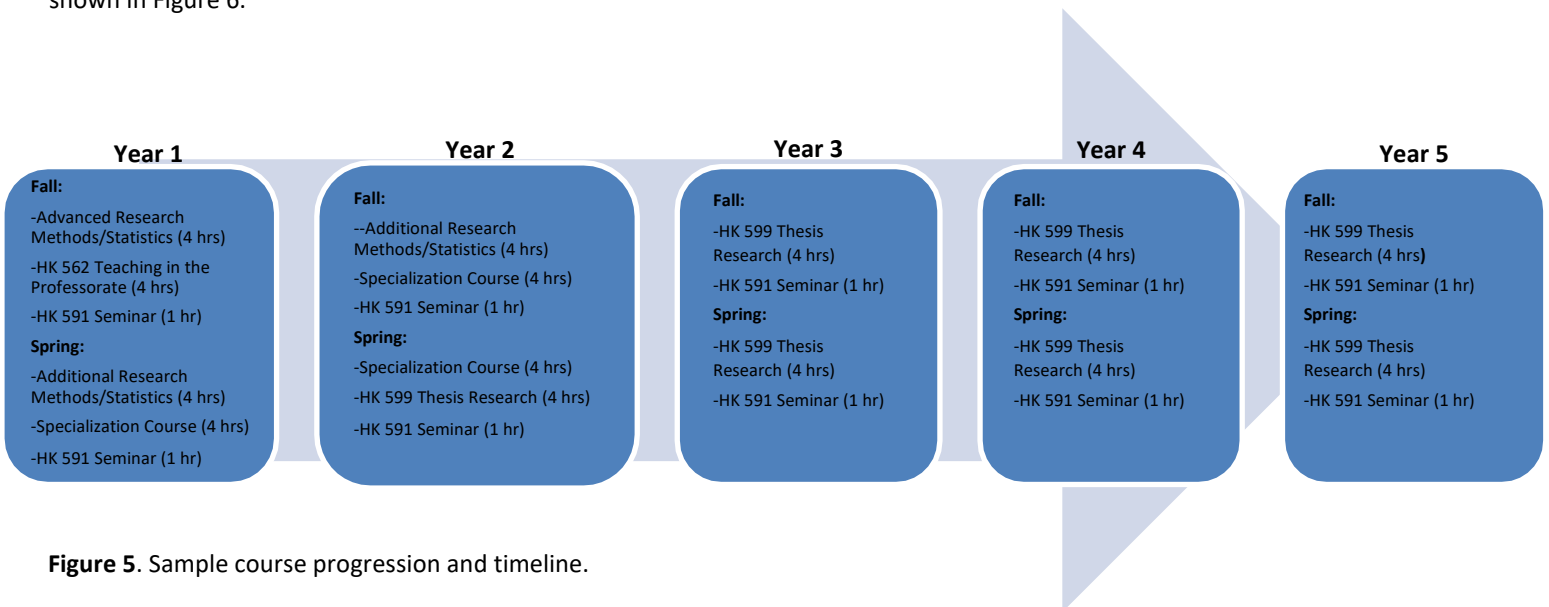 shown in Figure 6.
Year 1
Fall:
-Advanced Research
Methods/Statistics (4 hrs)
-HK 562 Teaching in the
Professorate (4 hrs)
-HK 591 Seminar (1 hr)
Spring:
-Additional Research
Methods/Statistics (4 hrs)
-Specialization Course (4 hrs)
-HK 591 Seminar (1 hr)
Year 2
Fall:
--Additional Research
Methods/Statistics (4 hrs)
-Specialization Course (4 hrs)
-HK 591 Seminar (1 hr)
Spring:
-Specialization Course (4 hrs)
-HK 599 Thesis Research (4 hrs)
-HK 591 Seminar (1 hr)
Year 3
Fall:
-HK 599 Thesis
Research (4 hrs)
-HK 591 Seminar (1 hr)
Spring:
-HK 599 Thesis
Research (4 hrs)
-HK 591 Seminar (1 hr)
Year 4
Fall:
-HK 599 Thesis
Research (4 hrs)
-HK 591 Seminar (1 hr)
Spring:
-HK 599 Thesis
Research (4 hrs)
-HK 591 Seminar (1 hr)
Year 5
Fall:
-HK 599 Thesis
Research (4 hrs)
-HK 591 Seminar (1 hr)
Spring:
-HK 599 Thesis
Research (4 hrs)
-HK 591 Seminar (1 hr)
Figure 5. Sample course progression and timeline.